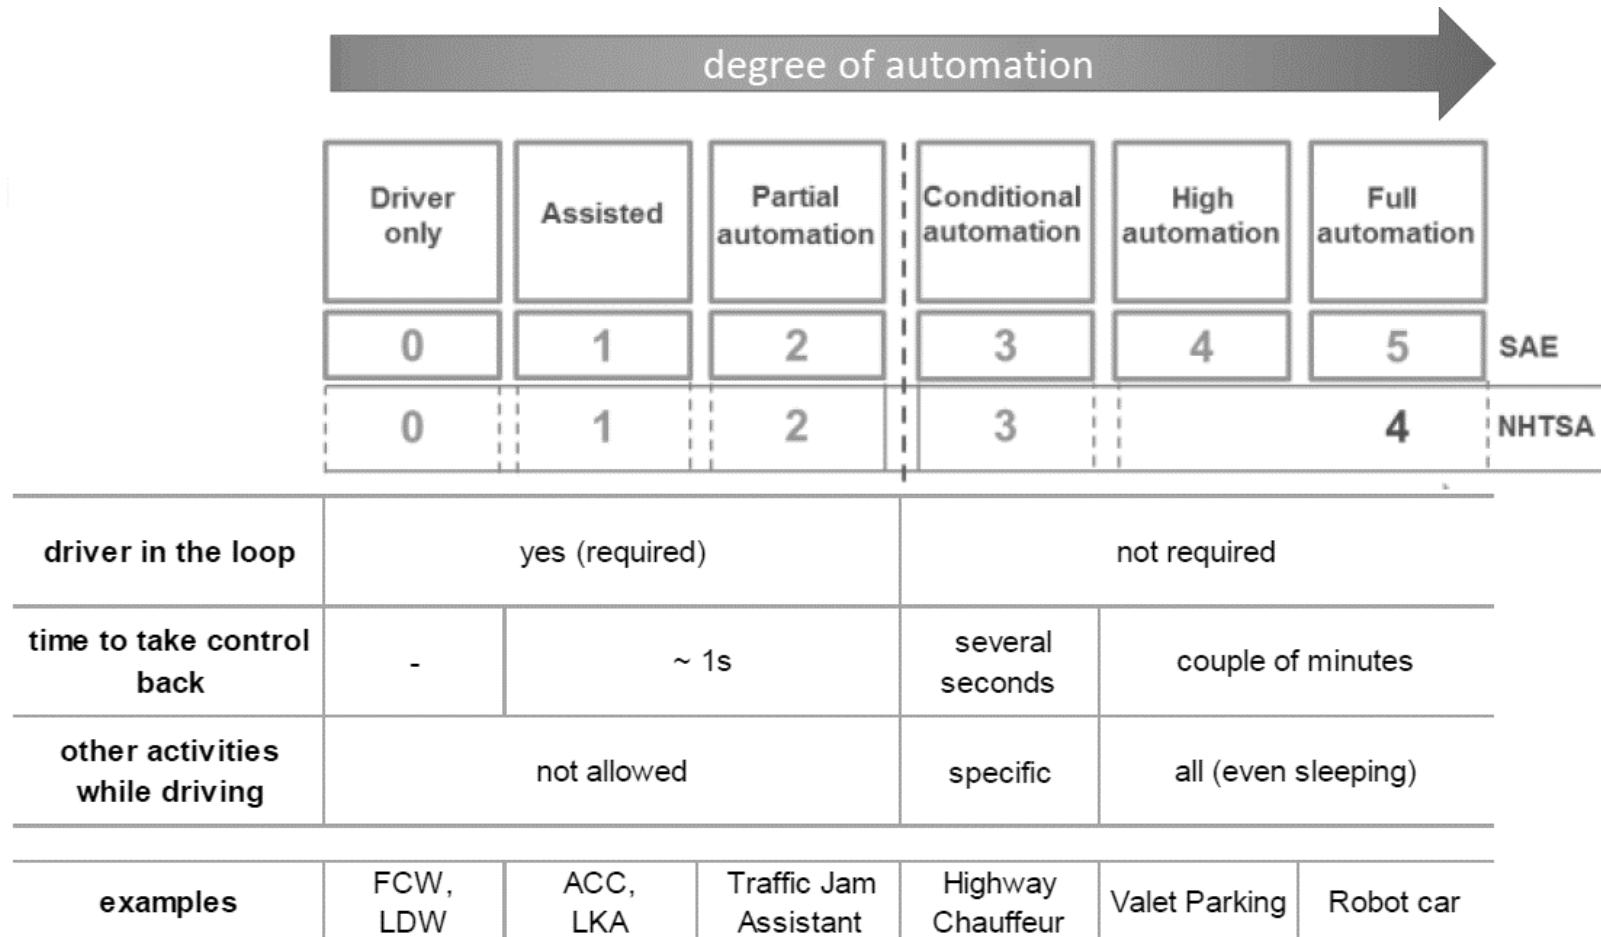 degree of automation
Driver
only
Assisted
Partial
automation
Conditional
automation
High
automation
Full
automation
0 1 2 3 4 5 SAE
0 1 2 3 4 NHTSA
driver in the loop
yes (required)
not required
time to take control
back
-
~ 1s
several
seconds
couple of minutes
other activities
while driving
not allowed
specific
all (even sleeping)
examples
FCW,
LDW
ACC,
LKA
Traffic Jam
Assistant
Highway
Chauffeur
Valet Parking
Robot car